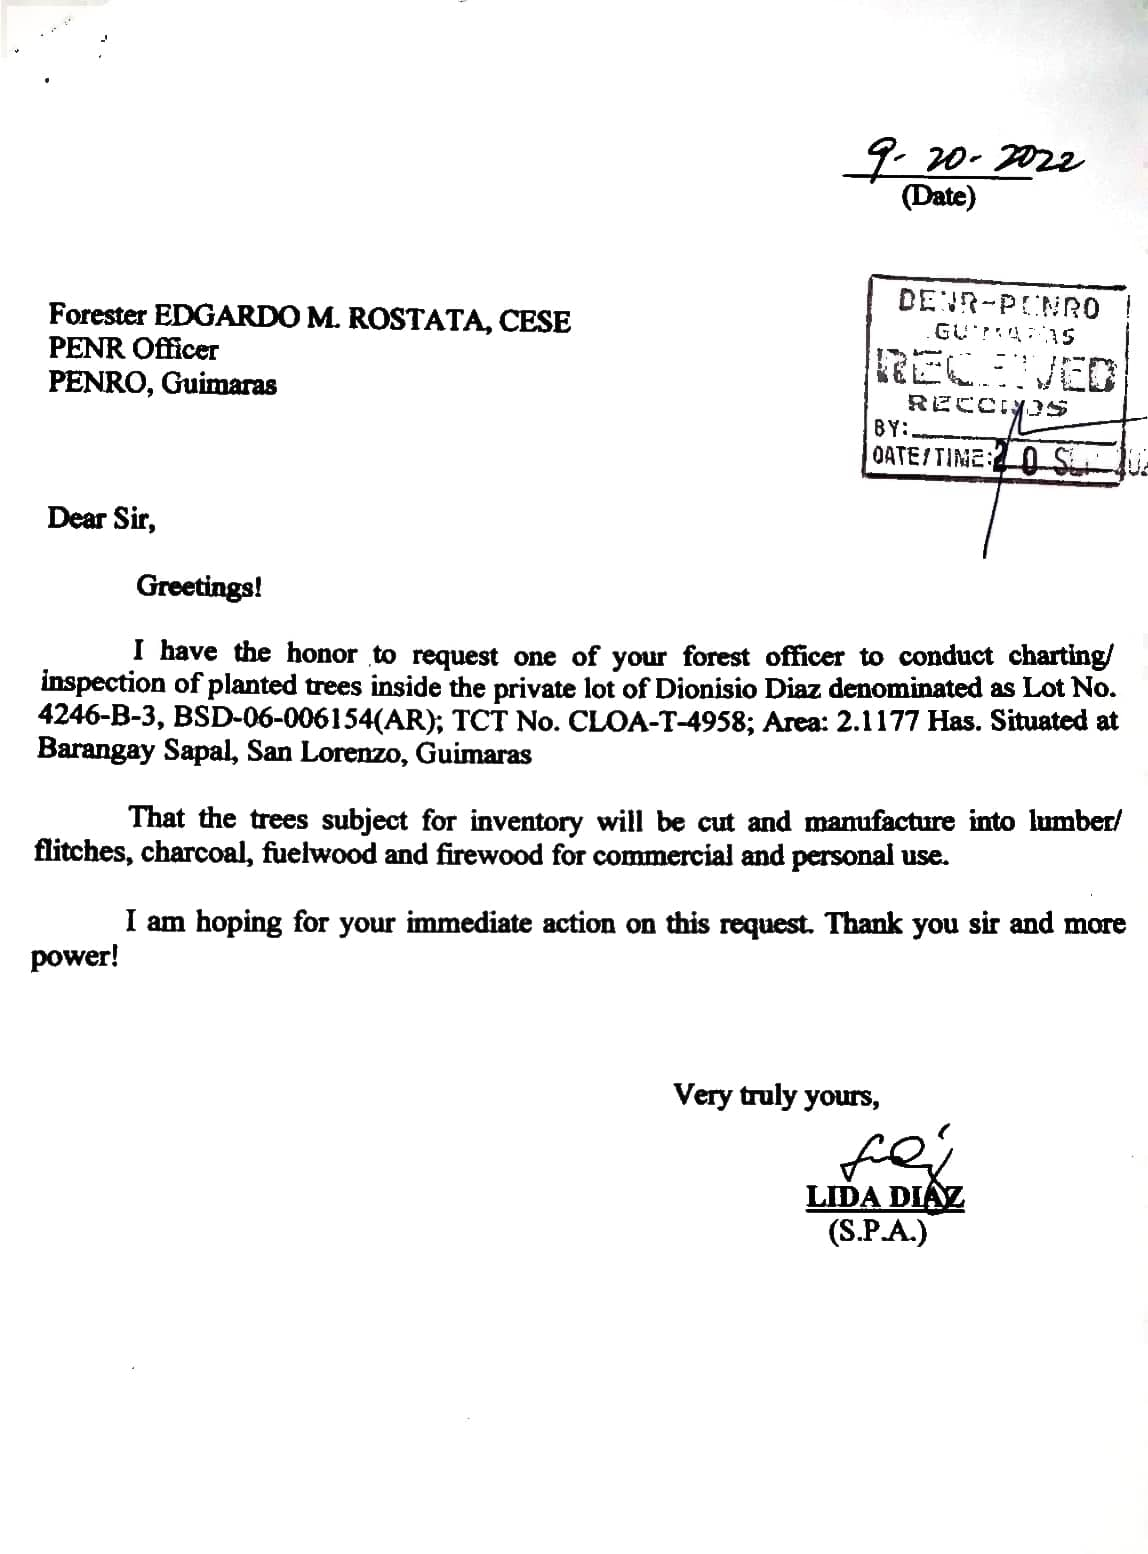 9-20-2022
(Date)
Forester EDGARDO M. ROSTATA, CESE
PENR Officer
PENRO, Guimaras
DENR-PENRO
GUIMARAS
RECEIVED
RECORDS
BY:
DATE/TIME: 20 SEP
Dear Sir,
Greetings!
I have the honor to request one of your forest officer to conduct charting/
inspection of planted trees inside the private lot of Dionisio Diaz denominated as Lot No.
4246-B-3, BSD-06-006154(AR); TCT No. CLOA-T-4958; Area: 2.1177 Has. Situated at
Barangay Sapal, San Lorenzo, Guimaras
That the trees subject for inventory will be cut and manufacture into lumber/
flitches, charcoal, fuelwood and firewood for commercial and personal use.
I am hoping for your immediate action on this request. Thank you sir and more
power!
Very truly yours,
LIDA DIAZ
(S.P.A.)